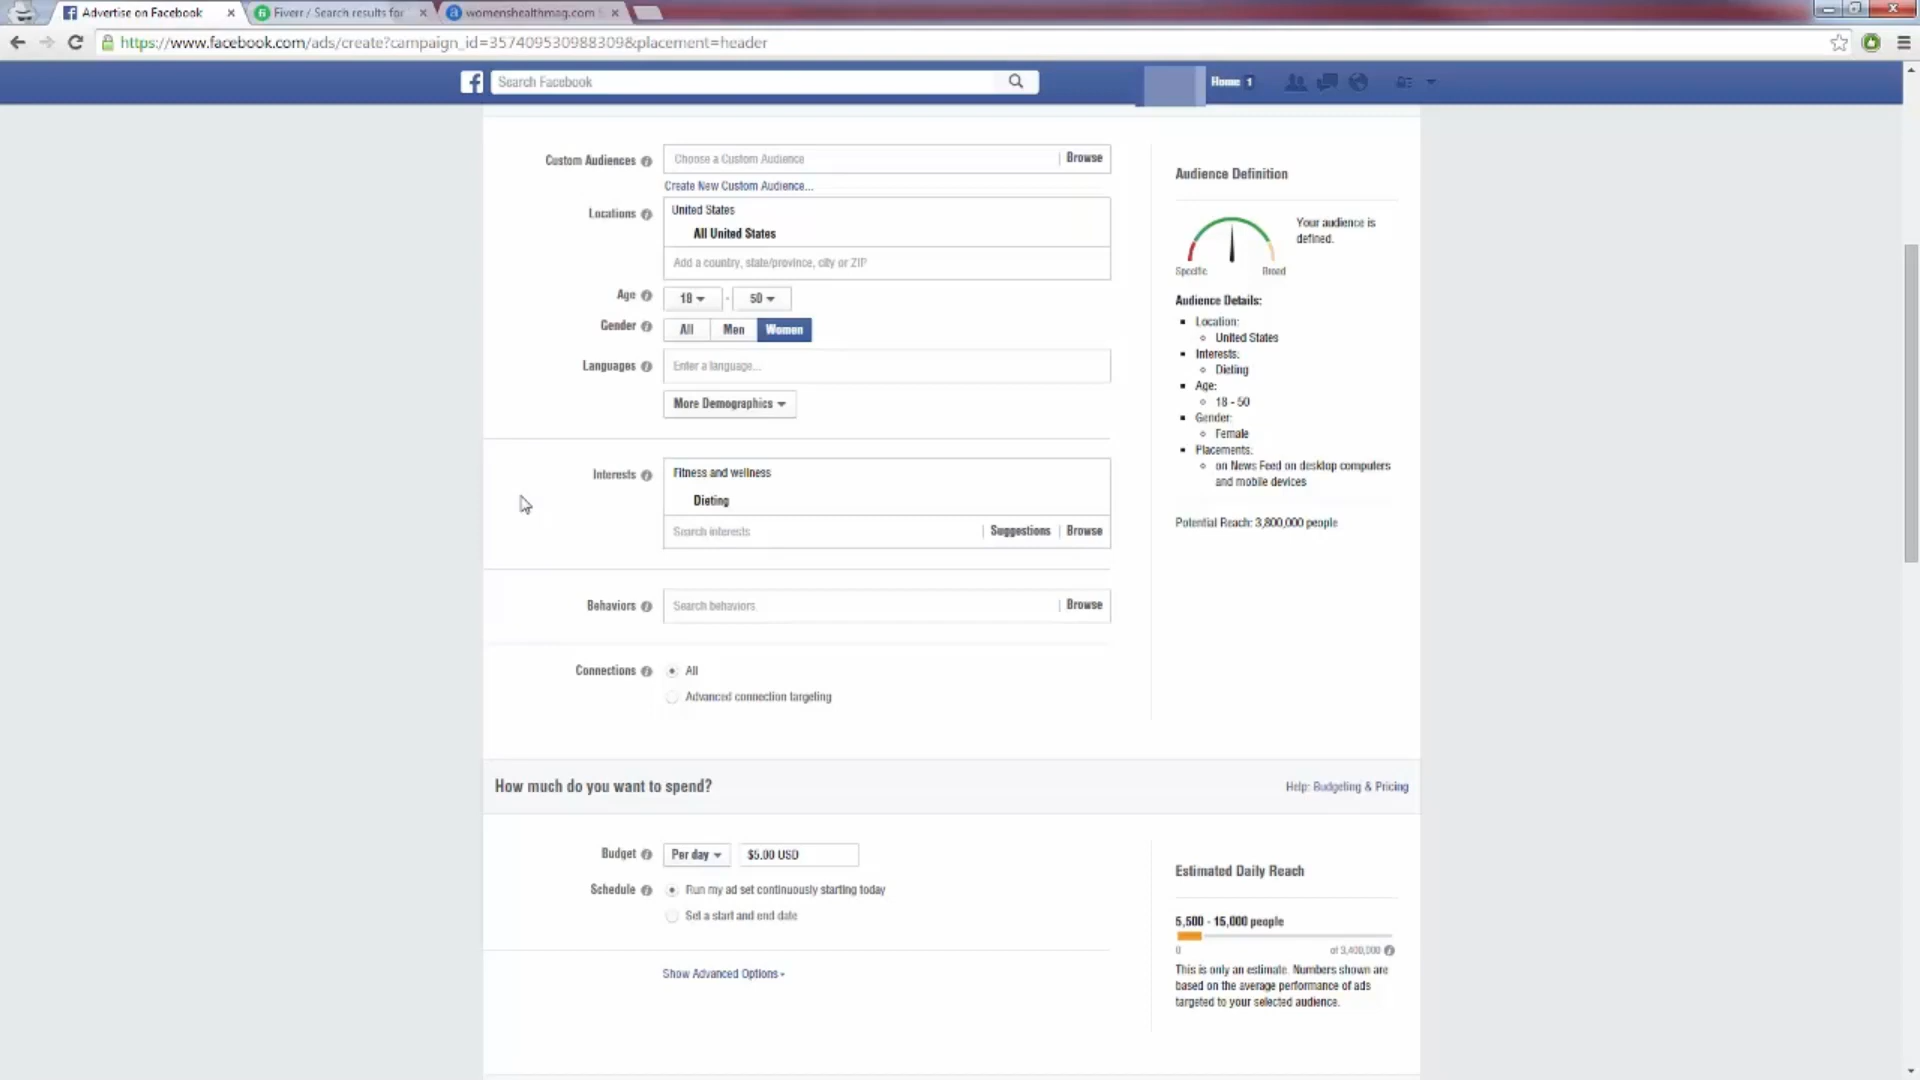 Advertise on Facebook
Fiverr / Search results for
womenshealthmag.com
https://www.facebook.com/ads/create?campaign_id=357409530988309&placement=header
Search Facebook
Home 1
Custom Audiences
Choose a Custom Audience
Browse
Create New Custom Audience...
Locations
United States
All United States
Add a country, state/province, city or ZIP
Age
18 - 50
Gender
All Men Women
Languages
Enter a language...
More Demographics
Interests
Fitness and wellness
Dieting
Search interests
Suggestions Browse
Behaviors
Search behaviors
Browse
Connections
All
Advanced connection targeting
Audience Definition
Your audience is
defined.
Specific Broad
Audience Details:
Location:
United States
Interests:
Dieting
Age:
18 - 50
Gender:
Female
Placements:
on News Feed on desktop computers
and mobile devices
Potential Reach: 3,800,000 people
How much do you want to spend?
Help: Budgeting & Pricing
Budget
Per day $5.00 USD
Schedule
Run my ad set continuously starting today
Set a start and end date
Show Advanced Options
Estimated Daily Reach
5,500 - 15,000 people
0 of 3,400,000
This is only an estimate. Numbers shown are
based on the average performance of ads
targeted to your selected audience.